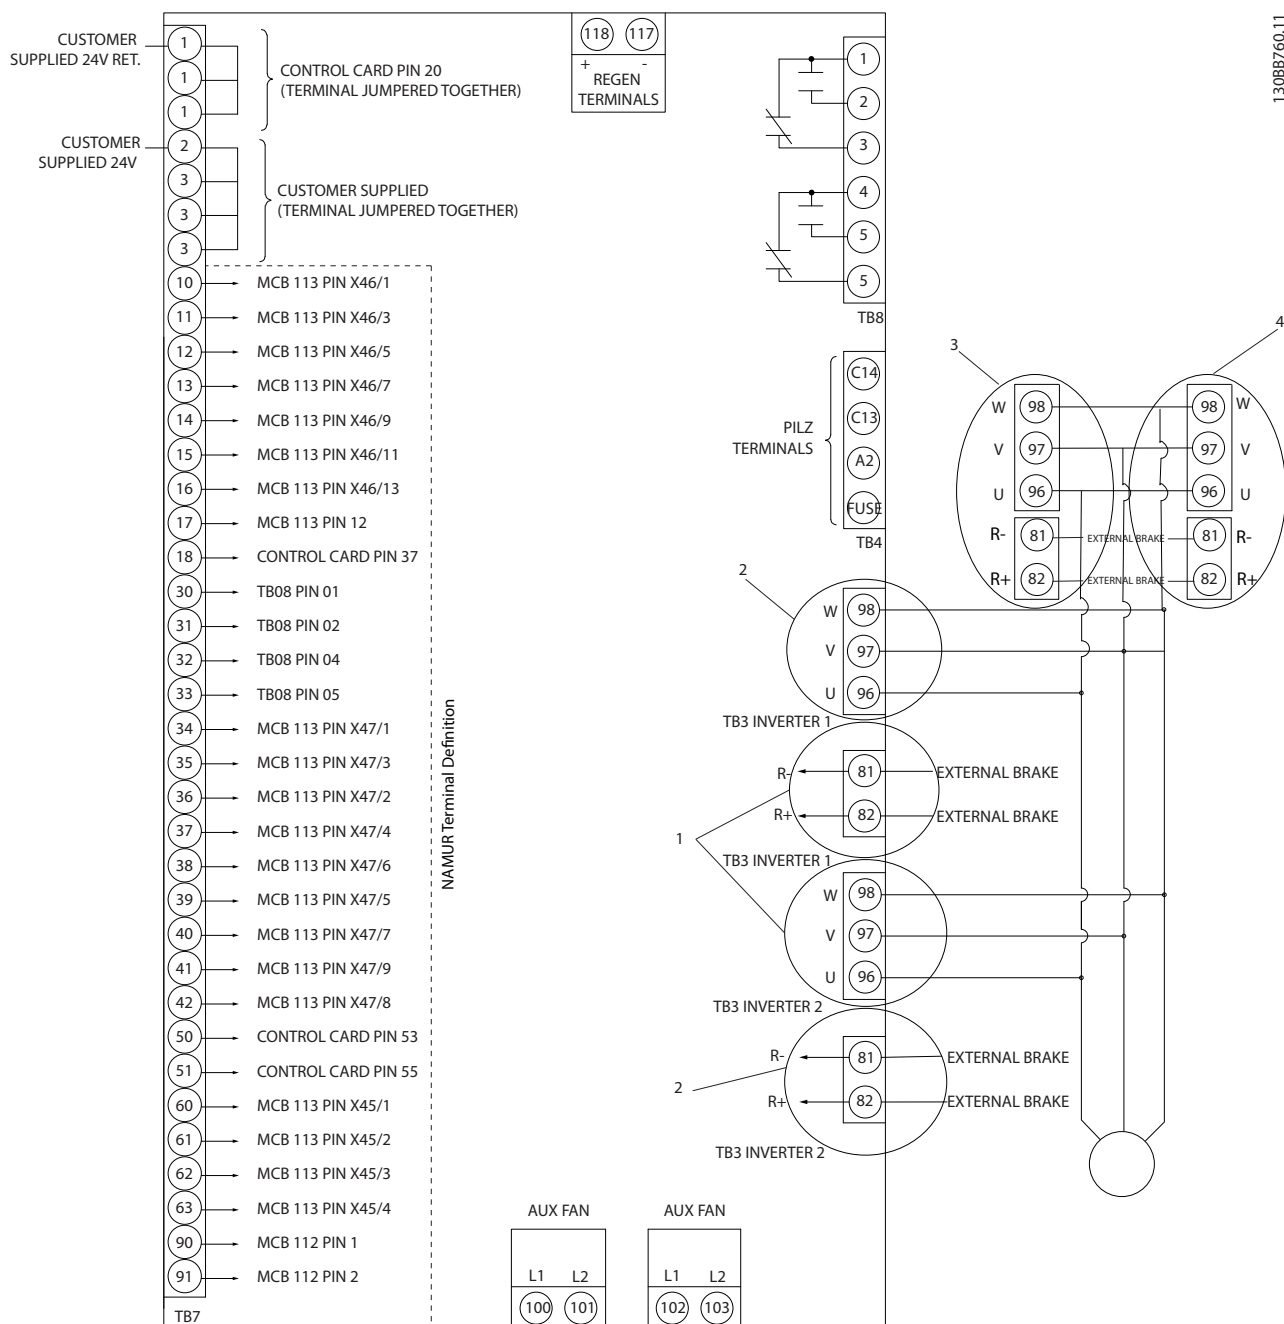 130BB760.11
CUSTOMER
SUPPLIED 24V RET.
1
1
1
CONTROL CARD PIN 20
(TERMINAL JUMPERED TOGETHER)
CUSTOMER
SUPPLIED 24V
2
3
3
3
CUSTOMER SUPPLIED
(TERMINAL JUMPERED TOGETHER)
10 MCB 113 PIN X46/1
11 MCB 113 PIN X46/3
12 MCB 113 PIN X46/5
13 MCB 113 PIN X46/7
14 MCB 113 PIN X46/9
15 MCB 113 PIN X46/11
16 MCB 113 PIN X46/13
17 MCB 113 PIN 12
18 CONTROL CARD PIN 37
30 TB08 PIN 01
31 TB08 PIN 02
32 TB08 PIN 04
33 TB08 PIN 05
34 MCB 113 PIN X47/1
35 MCB 113 PIN X47/3
36 MCB 113 PIN X47/2
37 MCB 113 PIN X47/4
38 MCB 113 PIN X47/6
39 MCB 113 PIN X47/5
40 MCB 113 PIN X47/7
41 MCB 113 PIN X47/9
42 MCB 113 PIN X47/8
50 CONTROL CARD PIN 53
51 CONTROL CARD PIN 55
60 MCB 113 PIN X45/1
61 MCB 113 PIN X45/2
62 MCB 113 PIN X45/3
63 MCB 113 PIN X45/4
90 MCB 112 PIN 1
91 MCB 112 PIN 2
TB7
NAMUR Terminal Definition
118 117
+ -
REGEN
TERMINALS
1
2
3
4
5
5
TB8
PILZ
TERMINALS
C14
C13
A2
FUSE
TB4
2
W 98
V 97
U 96
TB3 INVERTER 1
R- 81 EXTERNAL BRAKE
R+ 82 EXTERNAL BRAKE
1
TB3 INVERTER 1
W 98
V 97
U 96
TB3 INVERTER 2
R- 81 EXTERNAL BRAKE
2
R+ 82 EXTERNAL BRAKE
TB3 INVERTER 2
3
4
W 98 98 W
V 97 97 V
U 96 96 U
R- 81 EXTERNAL BRAKE 81 R-
R+ 82 EXTERNAL BRAKE 82 R+
AUX FAN
L1 L2
100 101
AUX FAN
L1 L2
102 103